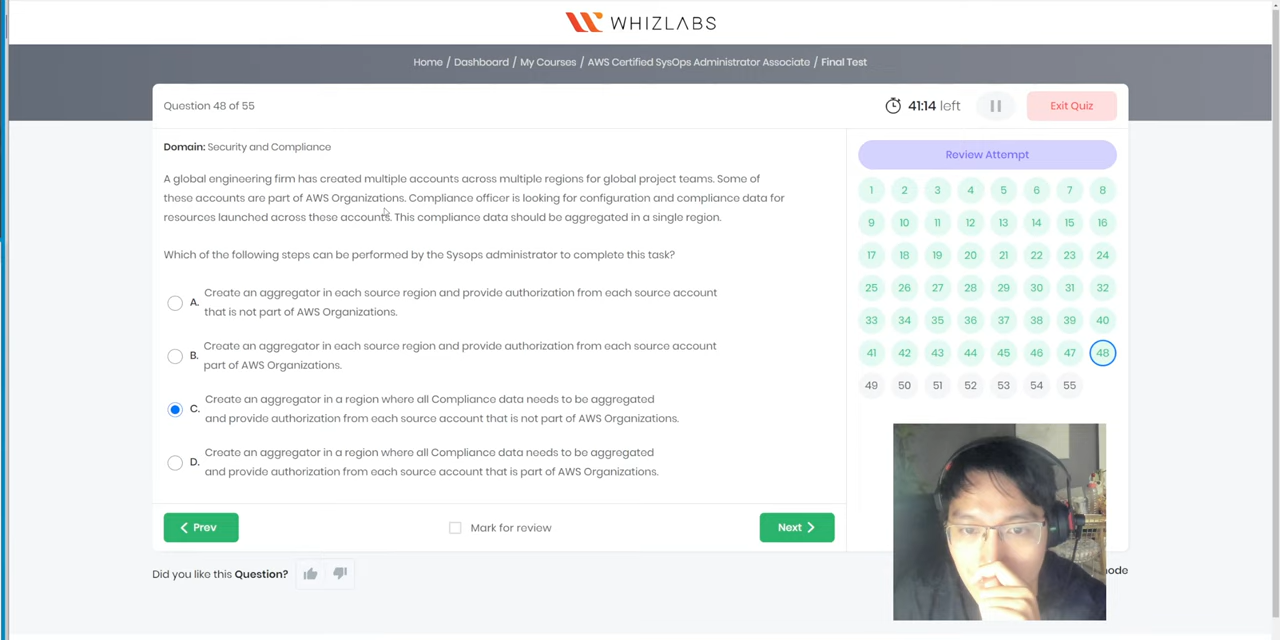 WHIZLABS
Home / Dashboard / My Courses / AWS Certified SysOps Administrator Associate / Final Test
Question 48 of 55
41:14 left
Exit Quiz
Domain: Security and Compliance
A global engineering firm has created multiple accounts across multiple regions for global project teams. Some of
these accounts are part of AWS Organizations. Compliance officer is looking for configuration and compliance data for
resources launched across these accounts. This compliance data should be aggregated in a single region.
Which of the following steps can be performed by the Sysops administrator to complete this task?
A. Create an aggregator in each source region and provide authorization from each source account
that is not part of AWS Organizations.
B. Create an aggregator in each source region and provide authorization from each source account
part of AWS Organizations.
C. Create an aggregator in a region where all Compliance data needs to be aggregated
and provide authorization from each source account that is not part of AWS Organizations.
D. Create an aggregator in a region where all Compliance data needs to be aggregated
and provide authorization from each source account that is part of AWS Organizations.
Prev
Mark for review
Next
Did you like this Question?
Review Attempt
1 2 3 4 5 6 7 8
9 10 11 12 13 14 15 16
17 18 19 20 21 22 23 24
25 26 27 28 29 30 31 32
33 34 35 36 37 38 39 40
41 42 43 44 45 46 47 48
49 50 51 52 53 54 55